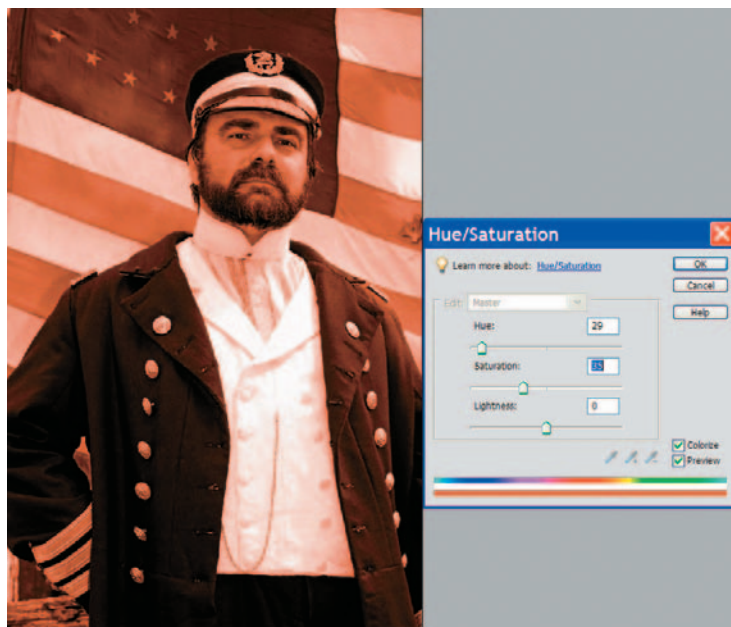 Hue/Saturation
Learn more about: Hue/Saturation
OK
Cancel
Help
Edit: Master
Hue: 29
Saturation: 35
Lightness: 0
Colorize
Preview